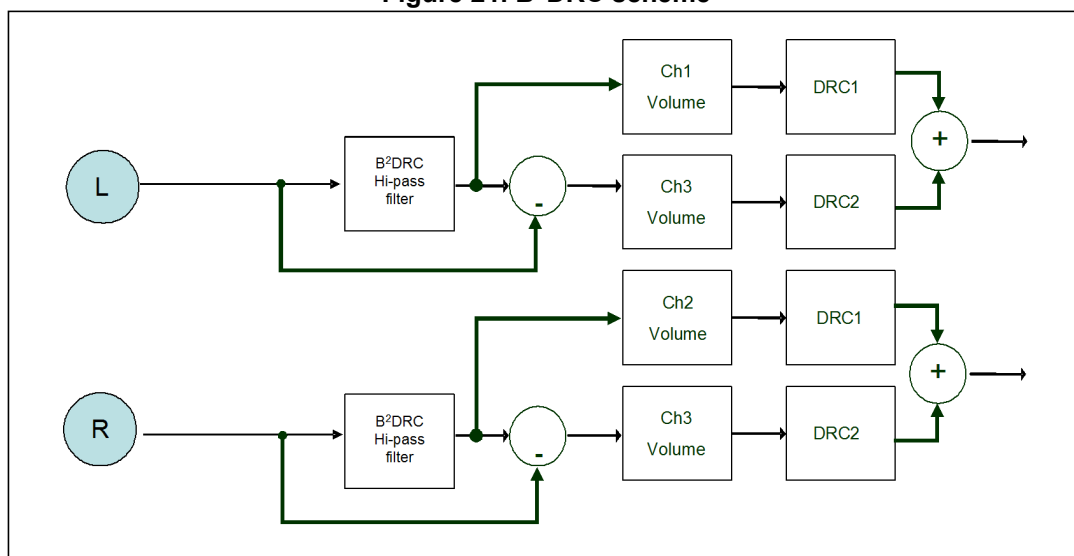 Figure 21. B²DRC scheme
Ch1
Volume
DRC1
+
B²DRC
Hi-pass
filter
L
-
Ch3
Volume
DRC2
Ch2
Volume
DRC1
+
B²DRC
Hi-pass
filter
R
-
Ch3
Volume
DRC2